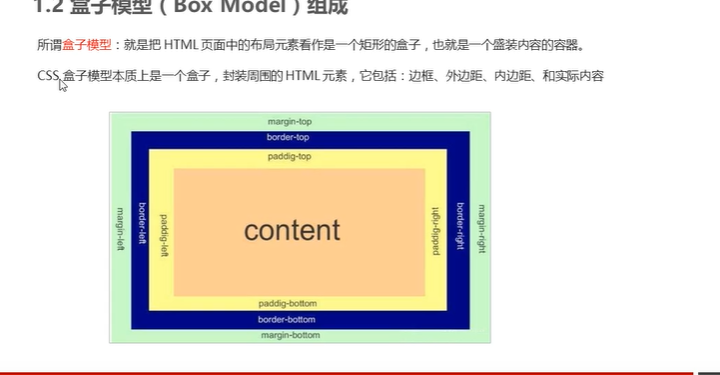 1.2 盒子模型（Box Model）组成
所谓盒子模型：就是把 HTML 页面中的布局元素看作是一个矩形的盒子，也就是一个盛装内容的容器。
CSS 盒子模型本质上是一个盒子，封装周围的 HTML 元素，它包括：边框、外边距、内边距、和实际内容
margin-top
border-top
paddig-top
margin-left
border-left
paddig-left
content
paddig-right
border-right
margin-right
paddig-bottom
border-bottom
margin-bottom